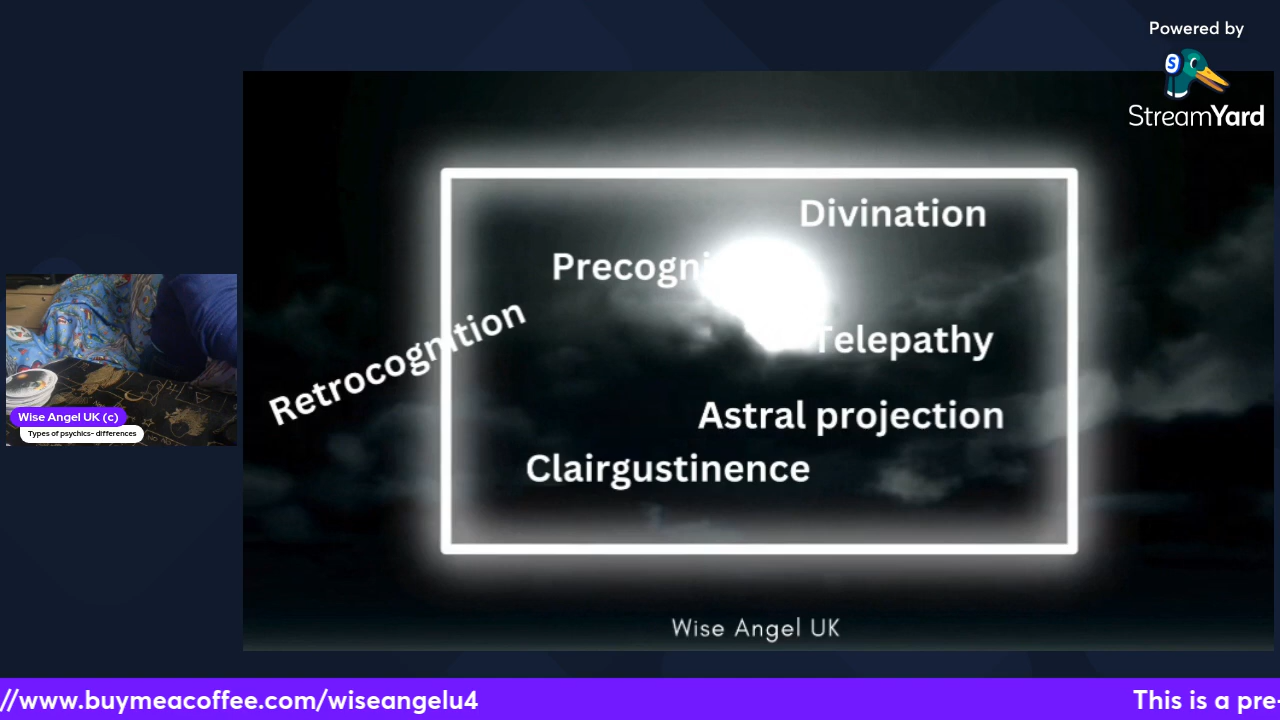 Powered by
StreamYard
Divination
Precogni
Retrocognition
Telepathy
Astral projection
Clairgustinence
Wise Angel UK (c)
Types of psychics- differences
Wise Angel UK
//www.buymeacoffee.com/wiseangelu4
This is a pre-